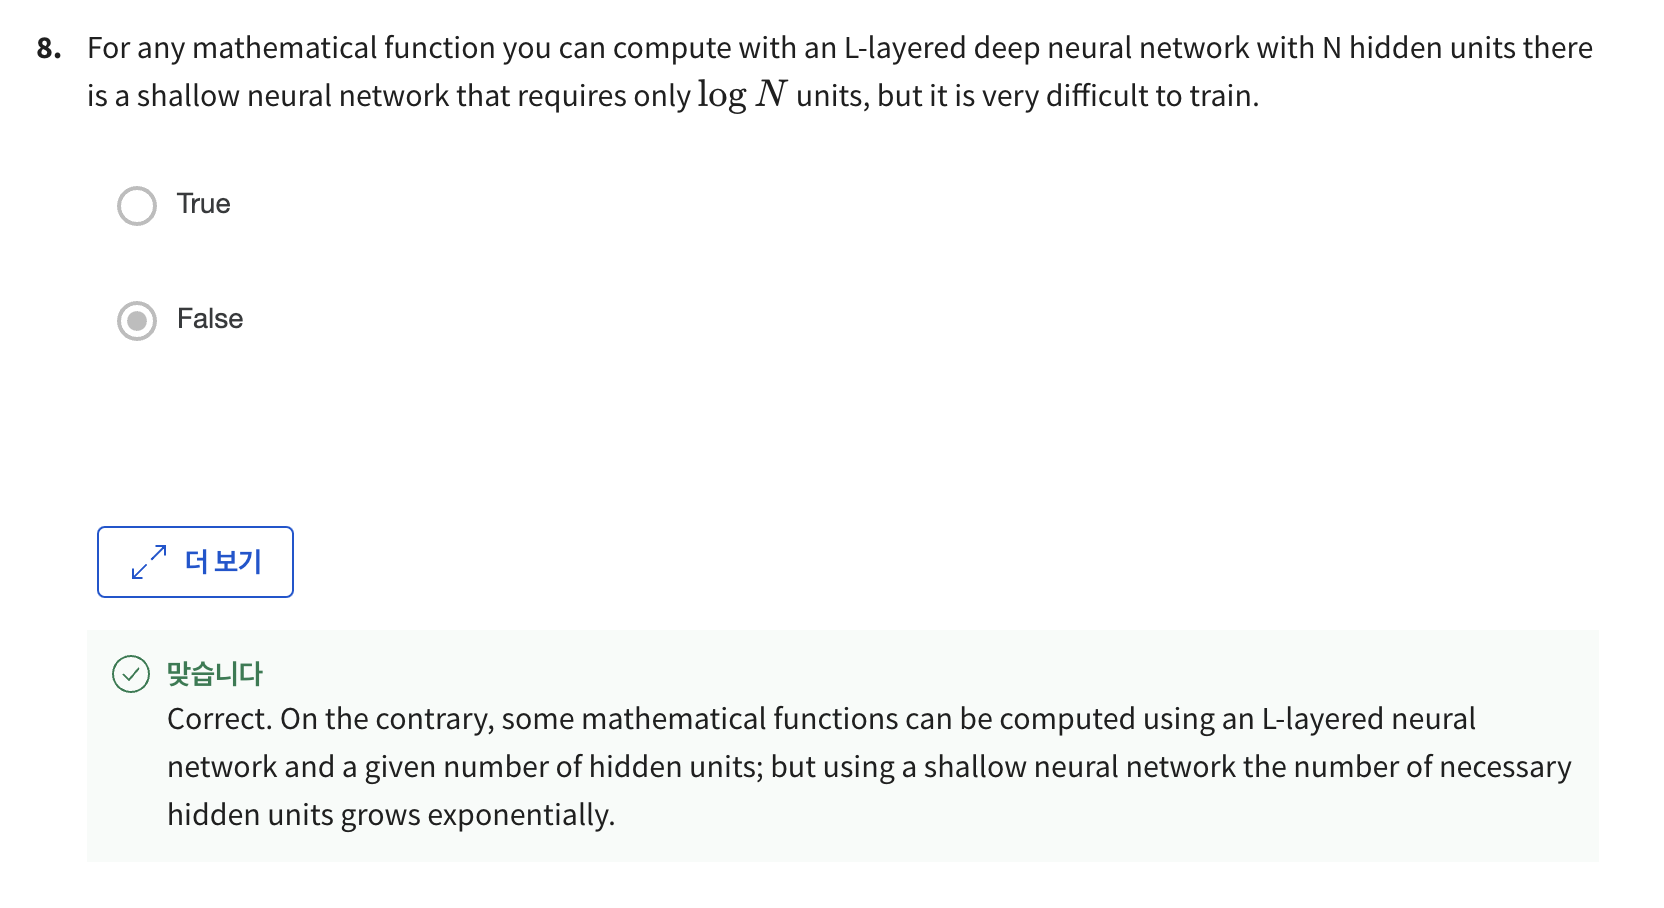 8. For any mathematical function you can compute with an L-layered deep neural network with N hidden units there
is a shallow neural network that requires only log N units, but it is very difficult to train.
True
False
더 보기
맞습니다
Correct. On the contrary, some mathematical functions can be computed using an L-layered neural
network and a given number of hidden units; but using a shallow neural network the number of necessary
hidden units grows exponentially.